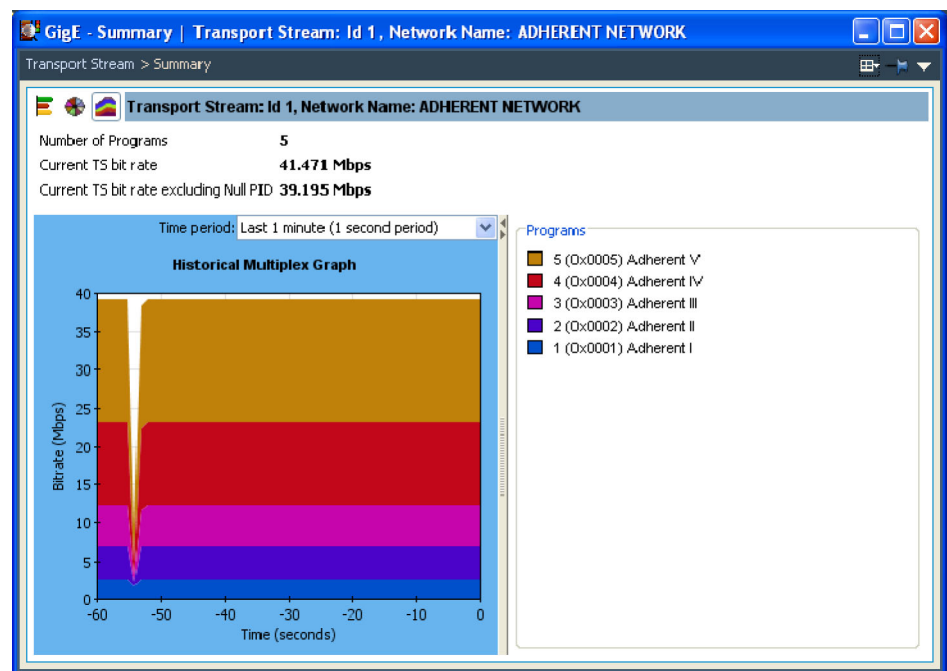 GigE - Summary | Transport Stream: Id 1, Network Name: ADHERENT NETWORK
Transport Stream > Summary
Transport Stream: Id 1, Network Name: ADHERENT NETWORK
Number of Programs 5
Current TS bit rate 41.471 Mbps
Current TS bit rate excluding Null PID 39.195 Mbps
Time period: Last 1 minute (1 second period)
Historical Multiplex Graph
Bitrate (Mbps)
40
35
30
25
20
15
10
5
0
-60 -50 -40 -30 -20 -10 0
Time (seconds)
Programs
5 (0x0005) Adherent V
4 (0x0004) Adherent IV
3 (0x0003) Adherent III
2 (0x0002) Adherent II
1 (0x0001) Adherent I